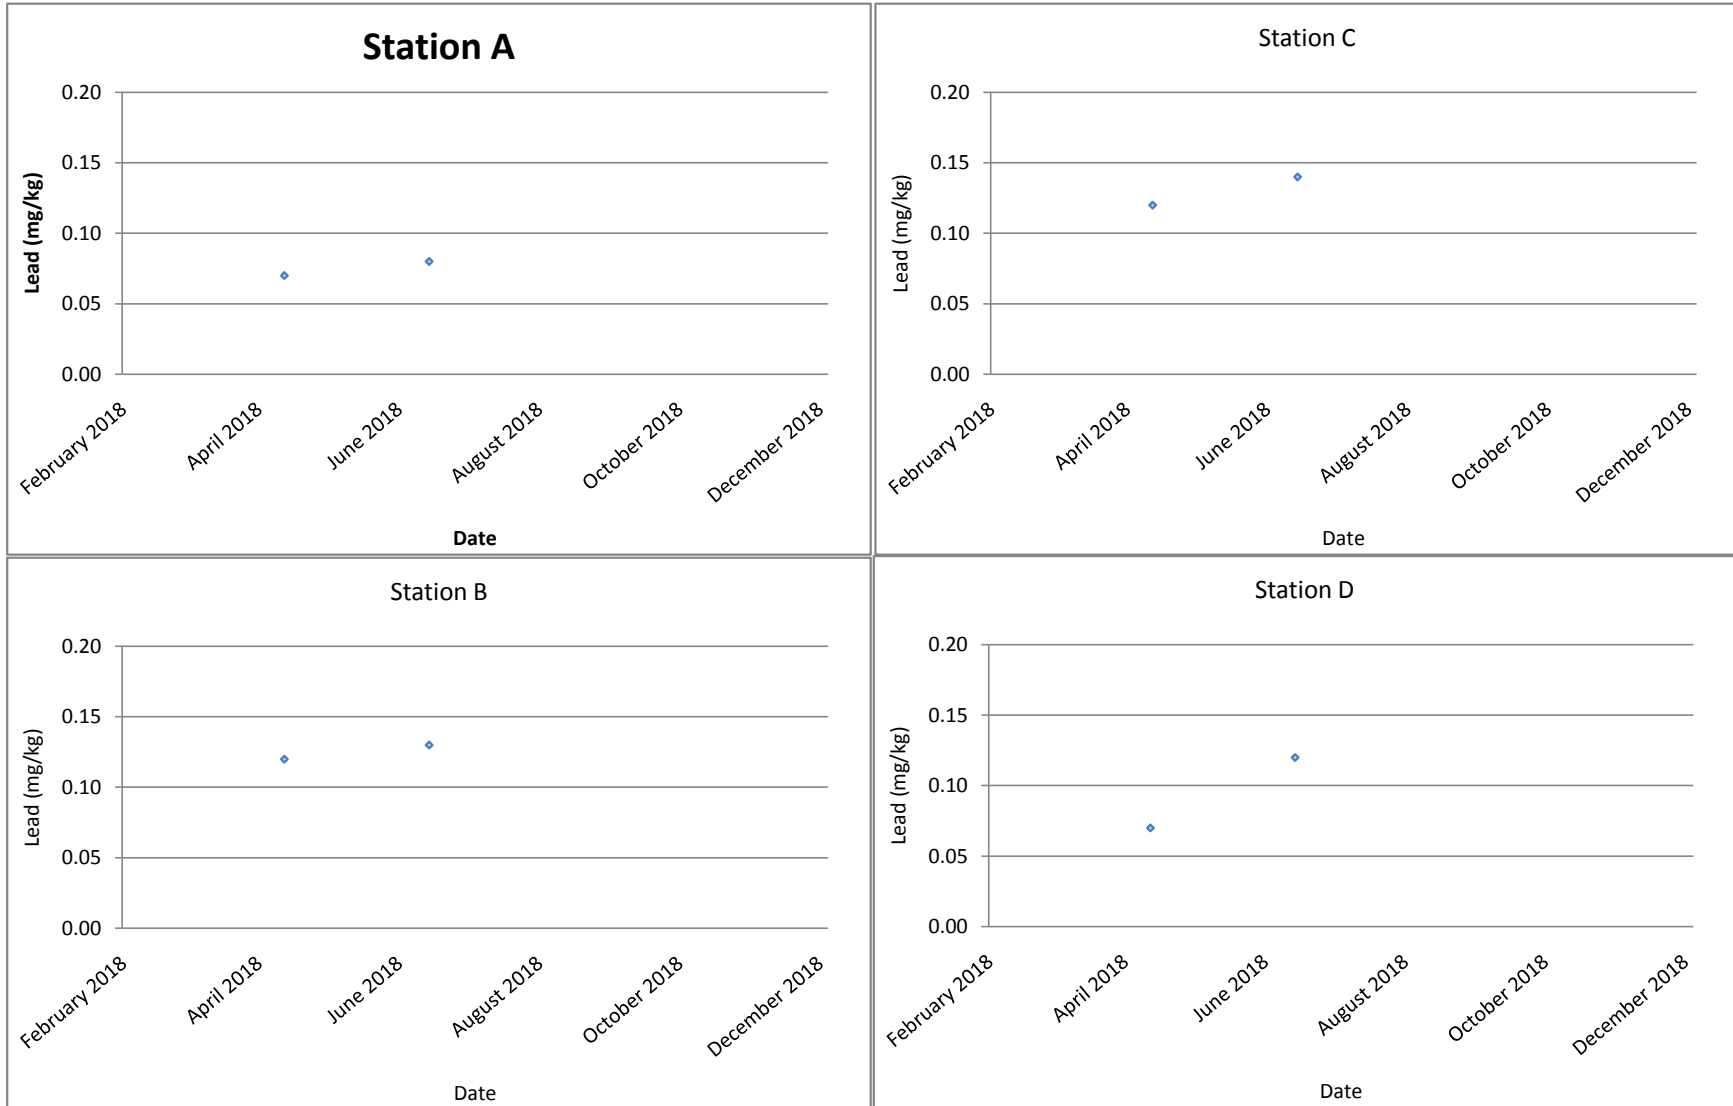 Station A
Lead (mg/kg)
0.20
0.15
0.10
0.05
0.00
February 2018
April 2018
June 2018
August 2018
October 2018
December 2018
Date
Station C
Lead (mg/kg)
0.20
0.15
0.10
0.05
0.00
February 2018
April 2018
June 2018
August 2018
October 2018
December 2018
Date
Station B
Lead (mg/kg)
0.20
0.15
0.10
0.05
0.00
February 2018
April 2018
June 2018
August 2018
October 2018
December 2018
Date
Station D
Lead (mg/kg)
0.20
0.15
0.10
0.05
0.00
February 2018
April 2018
June 2018
August 2018
October 2018
December 2018
Date